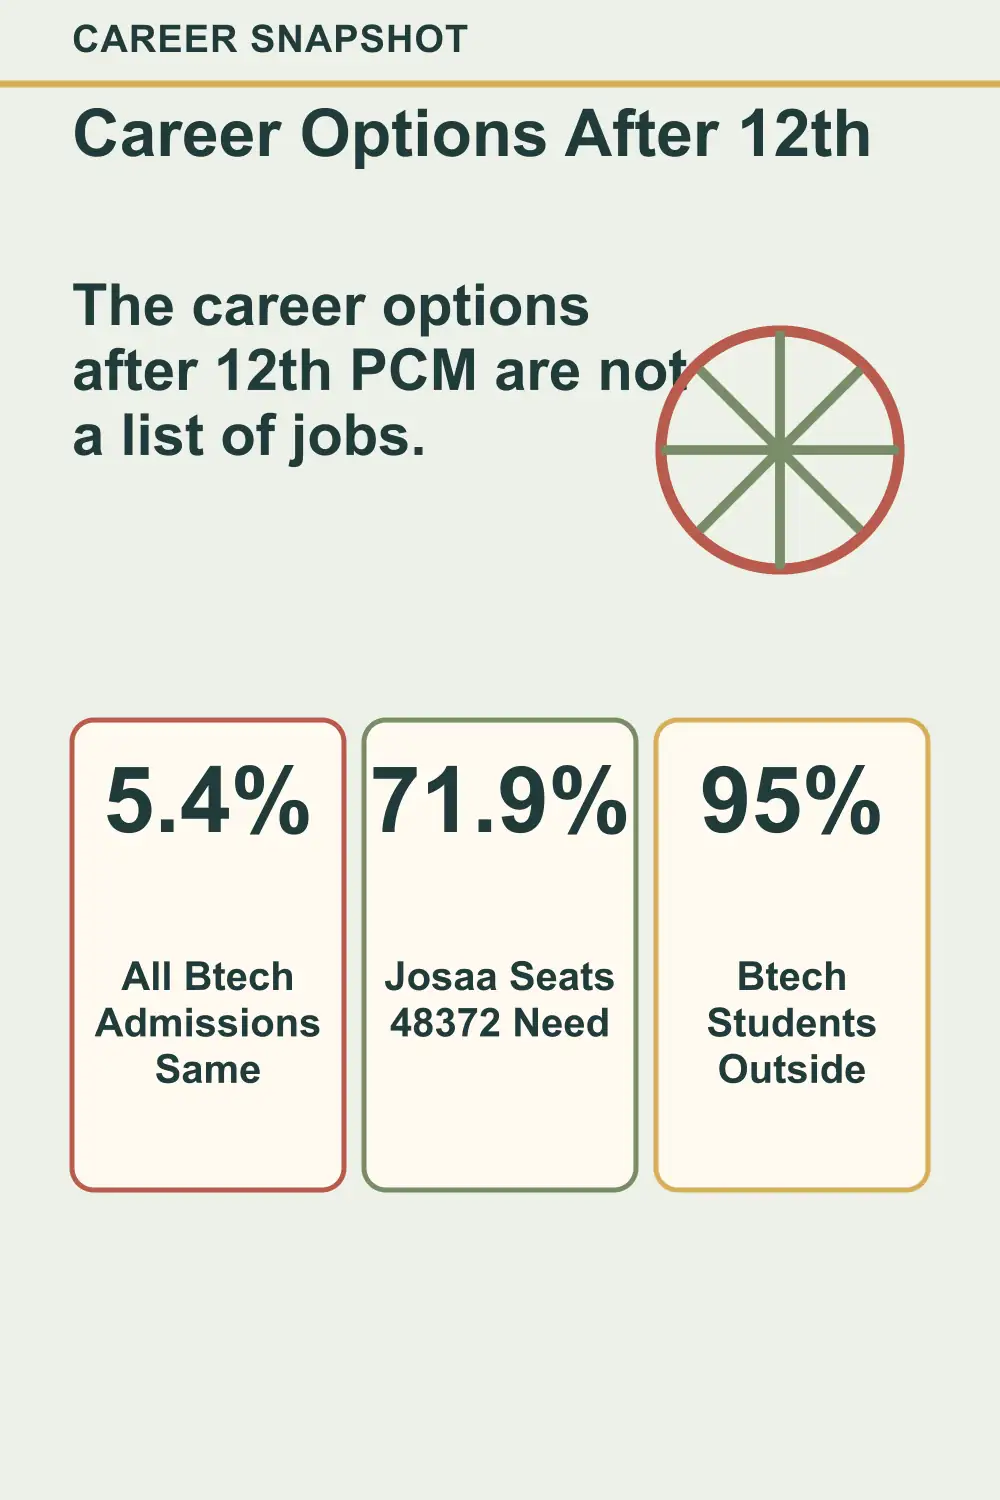 CAREER SNAPSHOT
Career Options After 12th
The career options
after 12th PCM are not
a list of jobs.
5.4%
All Btech
Admissions
Same
71.9%
Josaa Seats
48372 Need
95%
Btech
Students
Outside